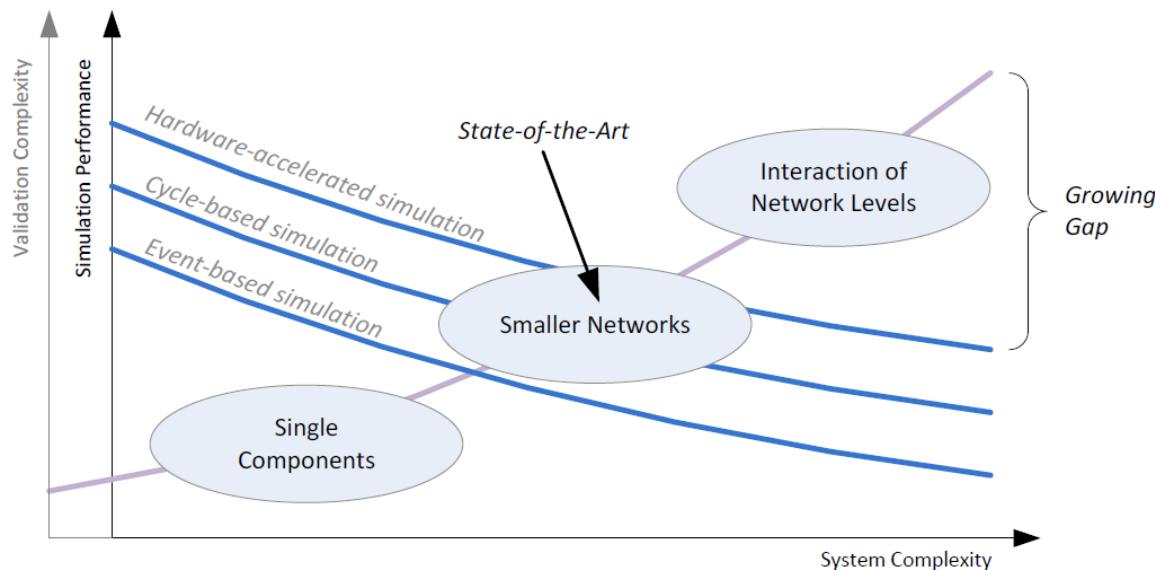 Validation Complexity
Simulation Performance
Hardware-accelerated simulation
Cycle-based simulation
Event-based simulation
State-of-the-Art
Interaction of
Network Levels
Growing
Gap
Smaller Networks
Single
Components
System Complexity